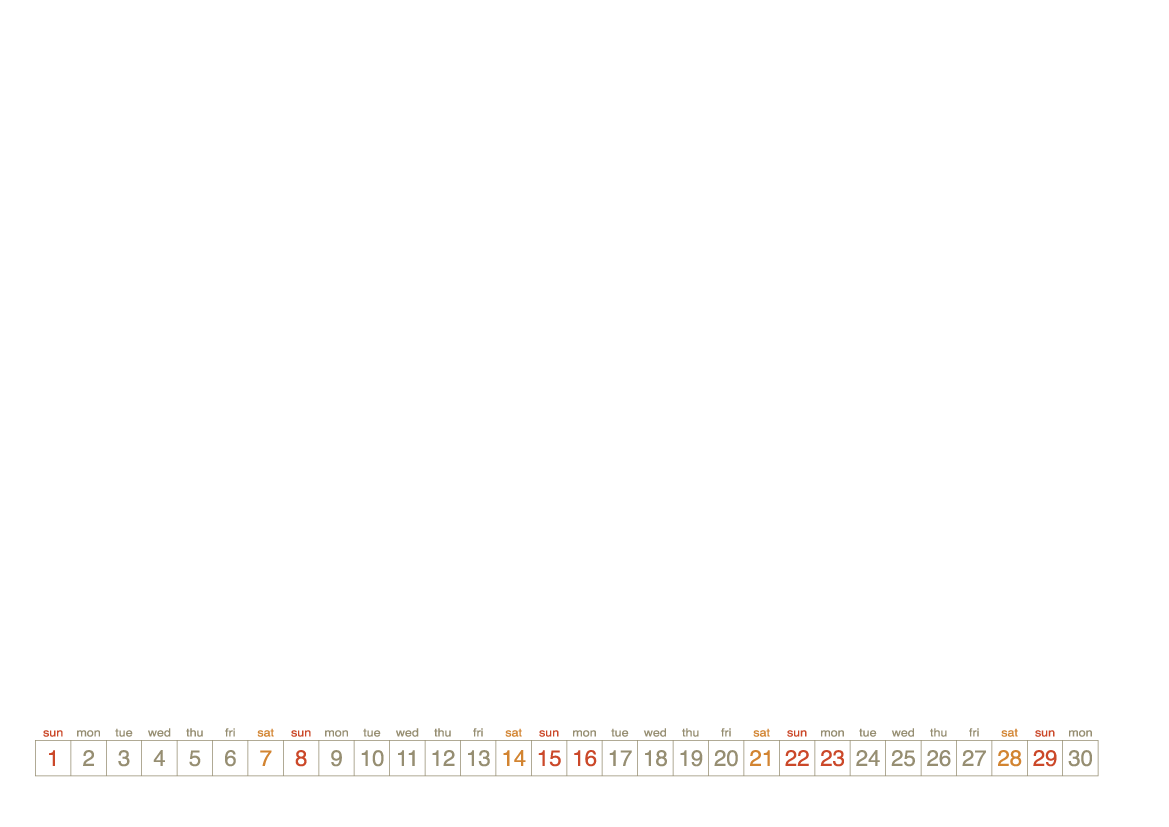 sun mon tue wed thu fri sat sun mon tue wed thu fri sat sun mon tue wed thu fri sat sun mon tue wed thu fri sat sun mon
1 2 3 4 5 6 7 8 9 10 11 12 13 14 15 16 17 18 19 20 21 22 23 24 25 26 27 28 29 30